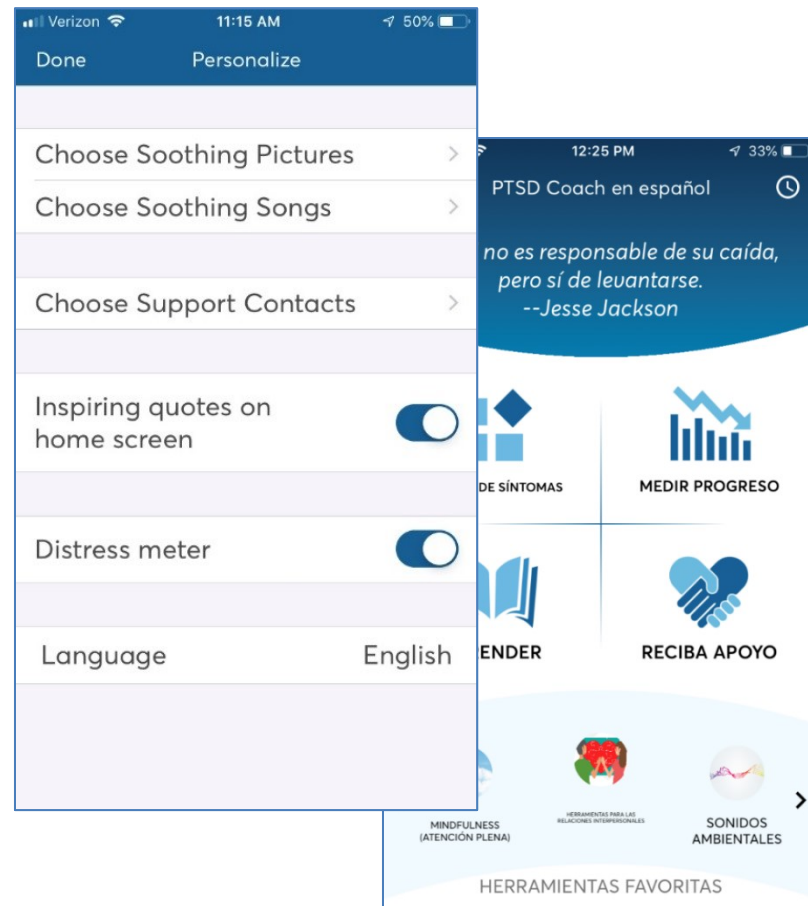 Verizon 11:15 AM 50%
Done Personalize
Choose Soothing Pictures
Choose Soothing Songs
Choose Support Contacts
Inspiring quotes on
home screen
Distress meter
Language English
12:25 PM 33%
PTSD Coach en español
no es responsable de su caída,
pero sí de levantarse.
--Jesse Jackson
DE SÍNTOMAS MEDIR PROGRESO
ENDER RECIBA APOYO
MINDFULNESS
(ATENCIÓN PLENA)
HERRAMIENTAS PARA LAS
RELACIONES INTERPERSONALES
SONIDOS
AMBIENTALES
HERRAMIENTAS FAVORITAS